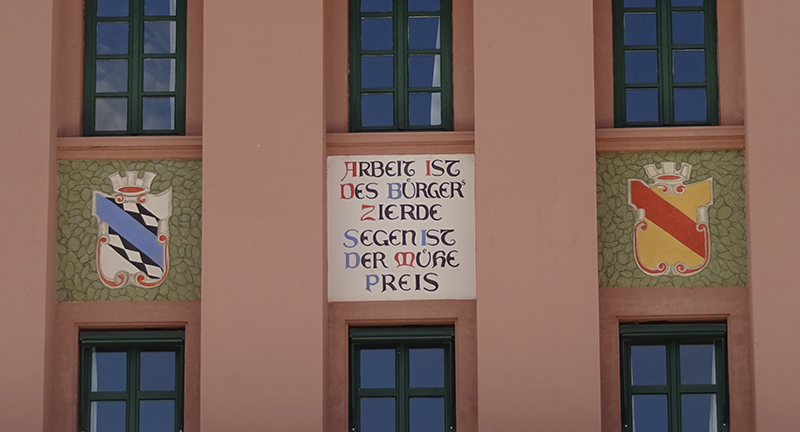 ARBEIT IST
DES BÜRGER'S
ZIERDE
SEGEN IST
DER MÜHE
PREIS